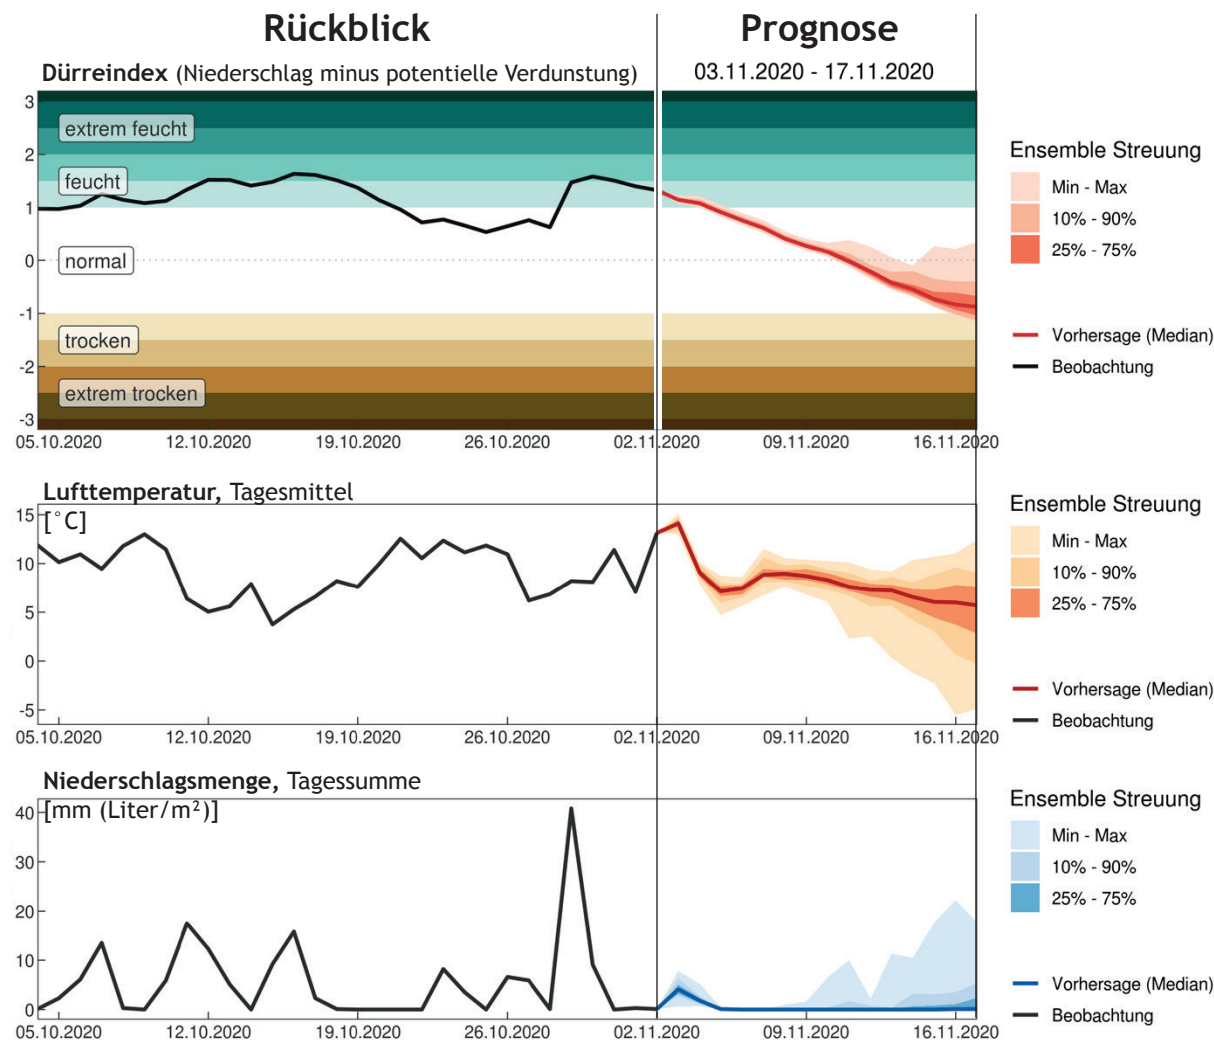 Rückblick
Prognose
Dürreindex (Niederschlag minus potentielle Verdunstung)
03.11.2020 - 17.11.2020
3
2
1
0
-1
-2
-3
extrem feucht
feucht
normal
trocken
extrem trocken
05.10.2020
12.10.2020
19.10.2020
26.10.2020
02.11.2020
09.11.2020
16.11.2020
Ensemble Streuung
Min - Max
10% - 90%
25% - 75%
Vorhersage (Median)
Beobachtung
Lufttemperatur, Tagesmittel
[°C]
15
10
5
0
-5
05.10.2020
12.10.2020
19.10.2020
26.10.2020
02.11.2020
09.11.2020
16.11.2020
Ensemble Streuung
Min - Max
10% - 90%
25% - 75%
Vorhersage (Median)
Beobachtung
Niederschlagsmenge, Tagessumme
[mm (Liter/m²)]
40
30
20
10
0
05.10.2020
12.10.2020
19.10.2020
26.10.2020
02.11.2020
09.11.2020
16.11.2020
Ensemble Streuung
Min - Max
10% - 90%
25% - 75%
Vorhersage (Median)
Beobachtung